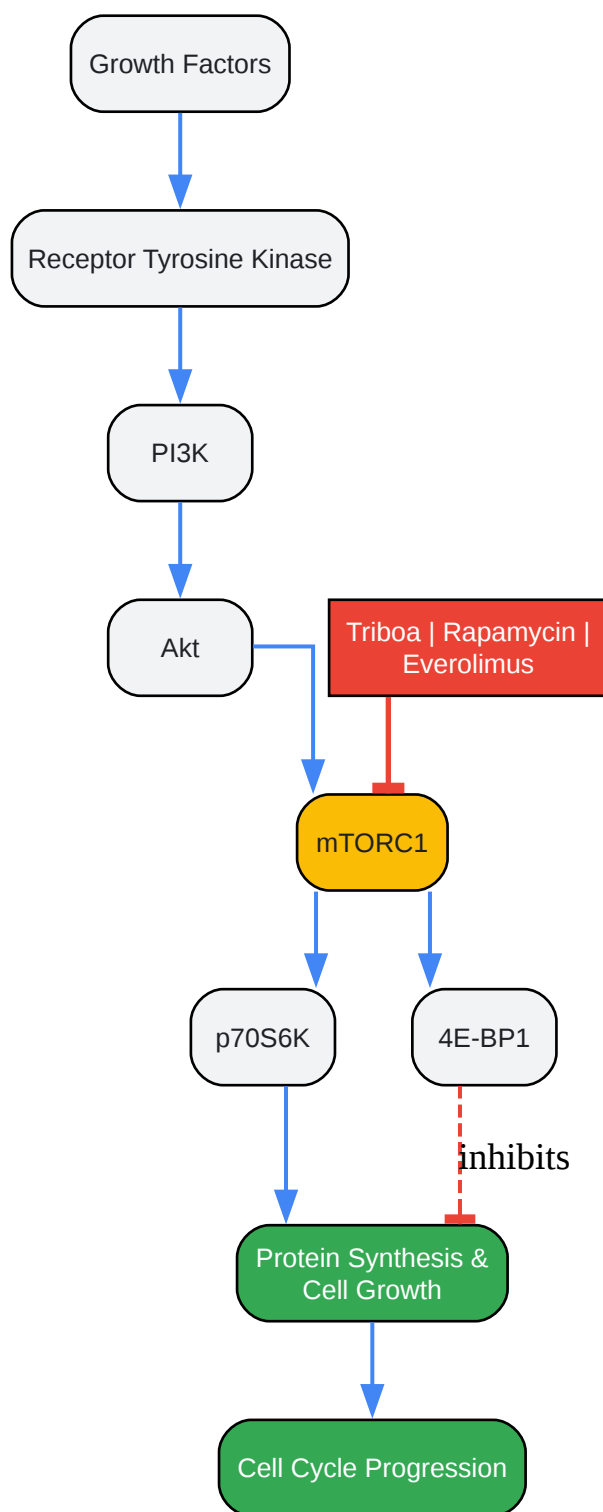 Growth Factors
Receptor Tyrosine Kinase
PI3K
Akt
Triboa | Rapamycin |
Everolimus
mTORC1
p70S6K
4E-BP1
inhibits
Protein Synthesis &
Cell Growth
Cell Cycle Progression